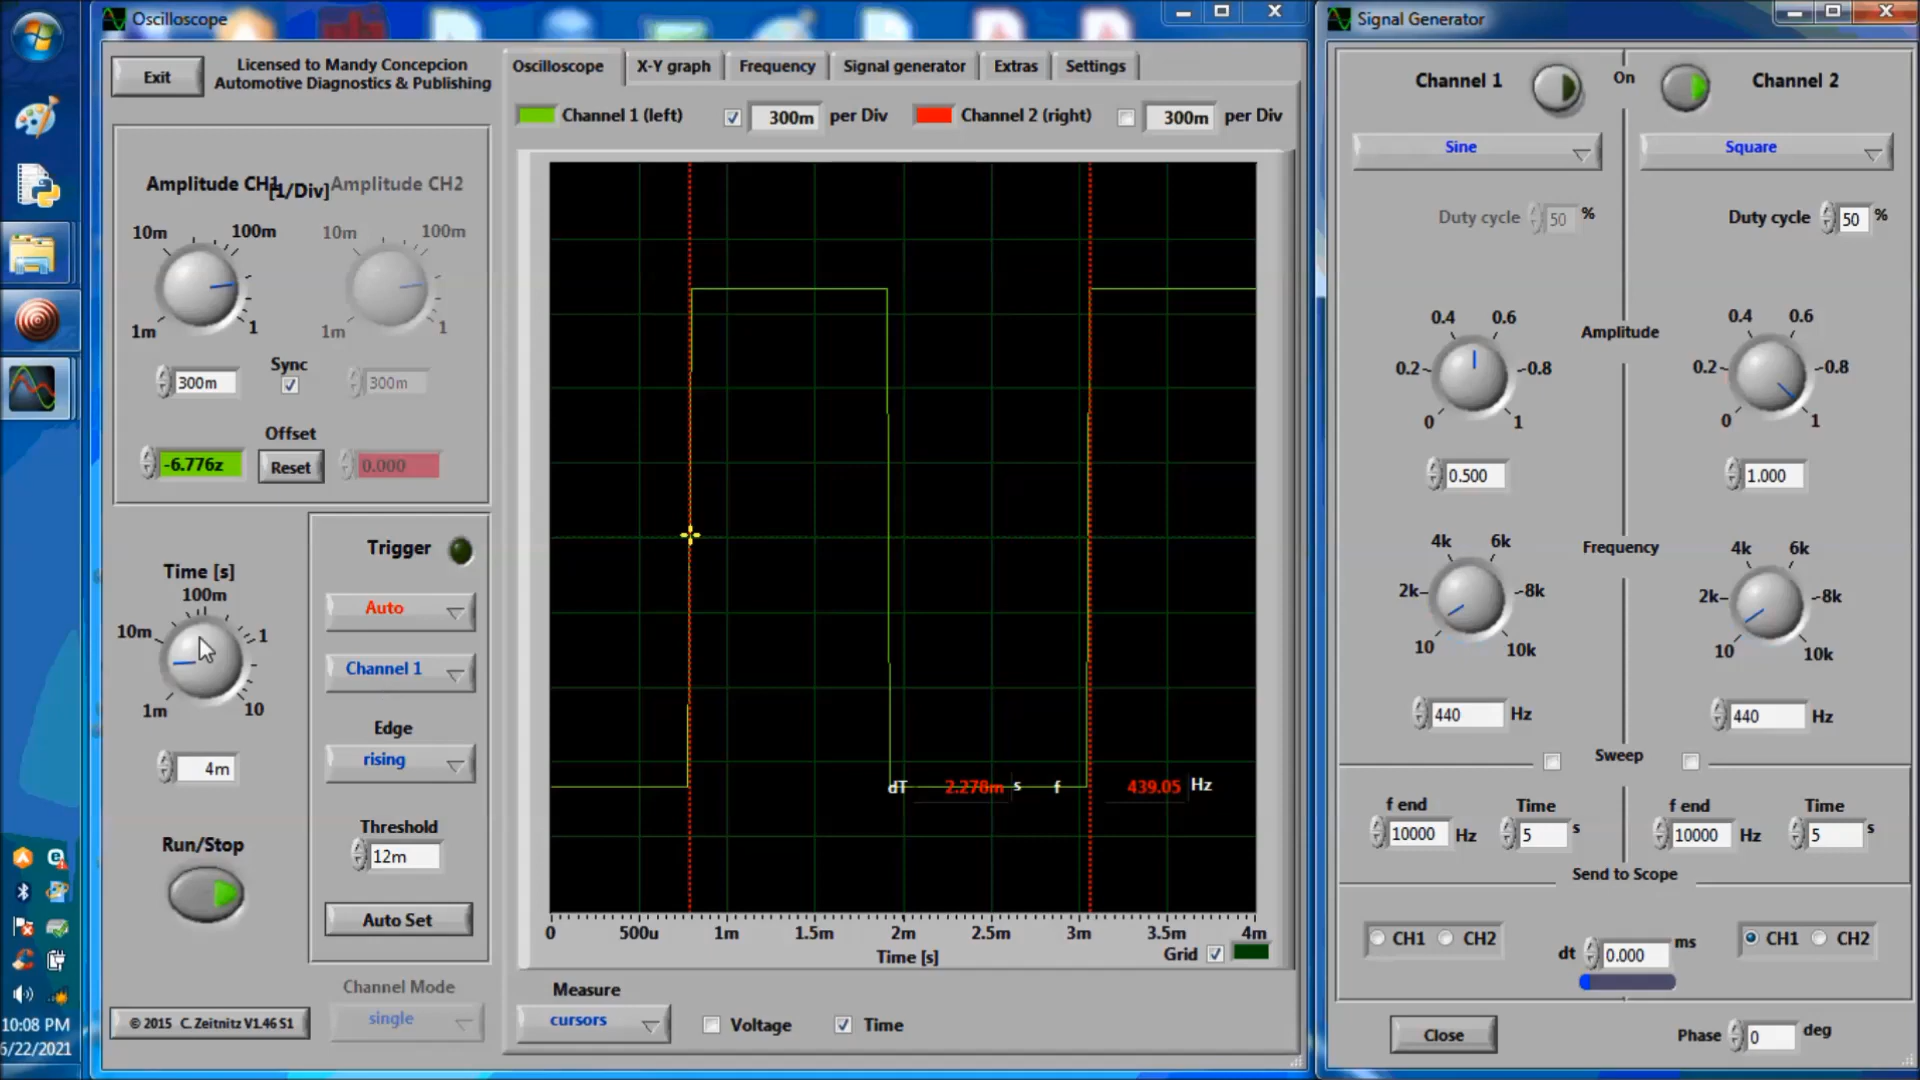 Oscilloscope
Exit
Licensed to Mandy Concepcion
Automotive Diagnostics & Publishing
Oscilloscope
X-Y graph
Frequency
Signal generator
Extras
Settings
Channel 1 (left)
300m
per Div
Channel 2 (right)
300m
per Div
Amplitude CH1
[1/Div]
Amplitude CH2
10m
100m
1m
1
10m
100m
1m
1
Sync
300m
300m
Offset
-6.776z
Reset
0.000
Time [s]
100m
10m
1
1m
10
4m
Run/Stop
Trigger
Auto
Channel 1
Edge
rising
Threshold
12m
Auto Set
Channel Mode
single
© 2015 C. Zeitnitz V1.46 S1
dT 2.278m s f 439.05 Hz
0 500u 1m 1.5m 2m 2.5m 3m 3.5m 4m
Time [s]
Grid
Measure
cursors
Voltage
Time
Signal Generator
Channel 1
On
Channel 2
Sine
Square
Duty cycle 50 %
Duty cycle 50 %
Amplitude
0.4 0.6
0.2 0.8
0 1
0.4 0.6
0.2 0.8
0 1
0.500
1.000
Frequency
4k 6k
2k 8k
10 10k
4k 6k
2k 8k
10 10k
440 Hz
440 Hz
Sweep
f end
10000 Hz
Time
5 s
f end
10000 Hz
Time
5 s
Send to Scope
CH1 CH2
dt 0.000 ms
CH1 CH2
Close
Phase 0 deg
10:08 PM
6/22/2021